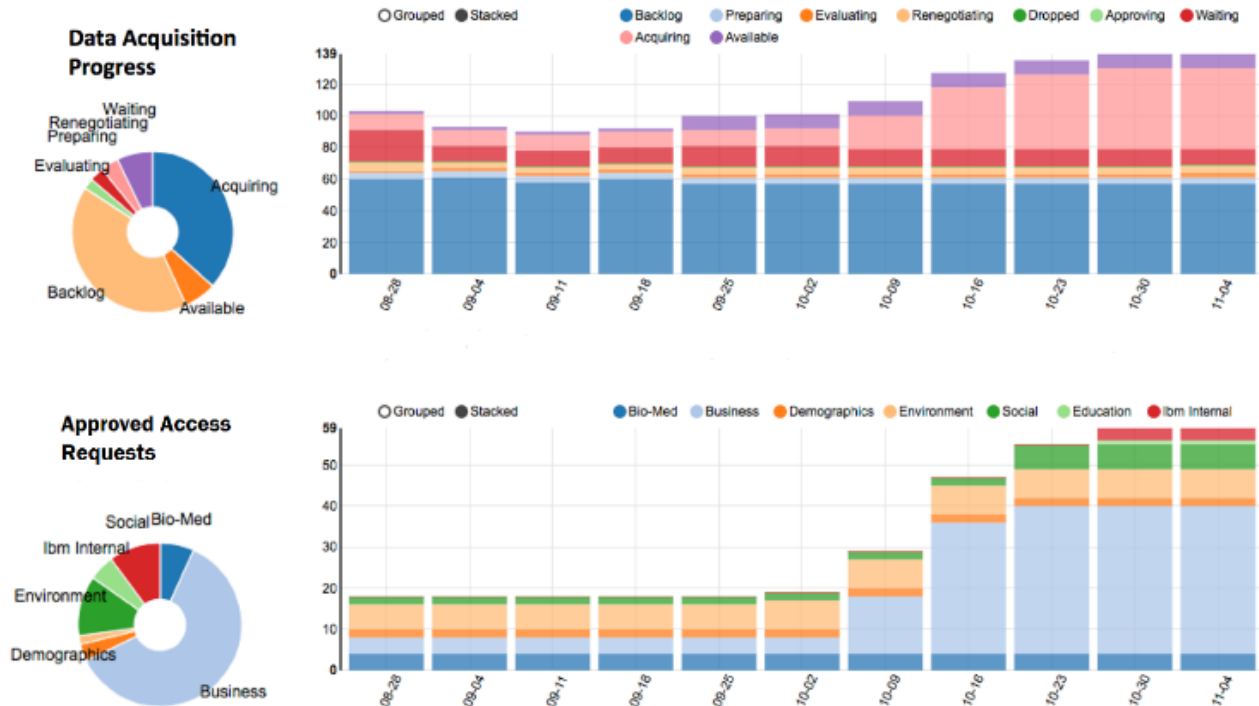 Data Acquisition
Progress
Grouped Stacked Backlog Preparing Evaluating Renegotiating Dropped Approving Waiting
Acquiring Available
Waiting
Renegotiating
Preparing
Evaluating
Acquiring
Backlog
Available
139
120
100
80
60
40
20
0
08-28 09-04 09-11 09-18 09-25 10-02 10-09 10-16 10-23 10-30 11-04
Approved Access
Requests
Grouped Stacked Bio-Med Business Demographics Environment Social Education Ibm Internal
Social Bio-Med
Ibm Internal
Environment
Demographics
Business
59
50
40
30
20
10
0
08-28 09-04 09-11 09-18 09-25 10-02 10-09 10-16 10-23 10-30 11-04